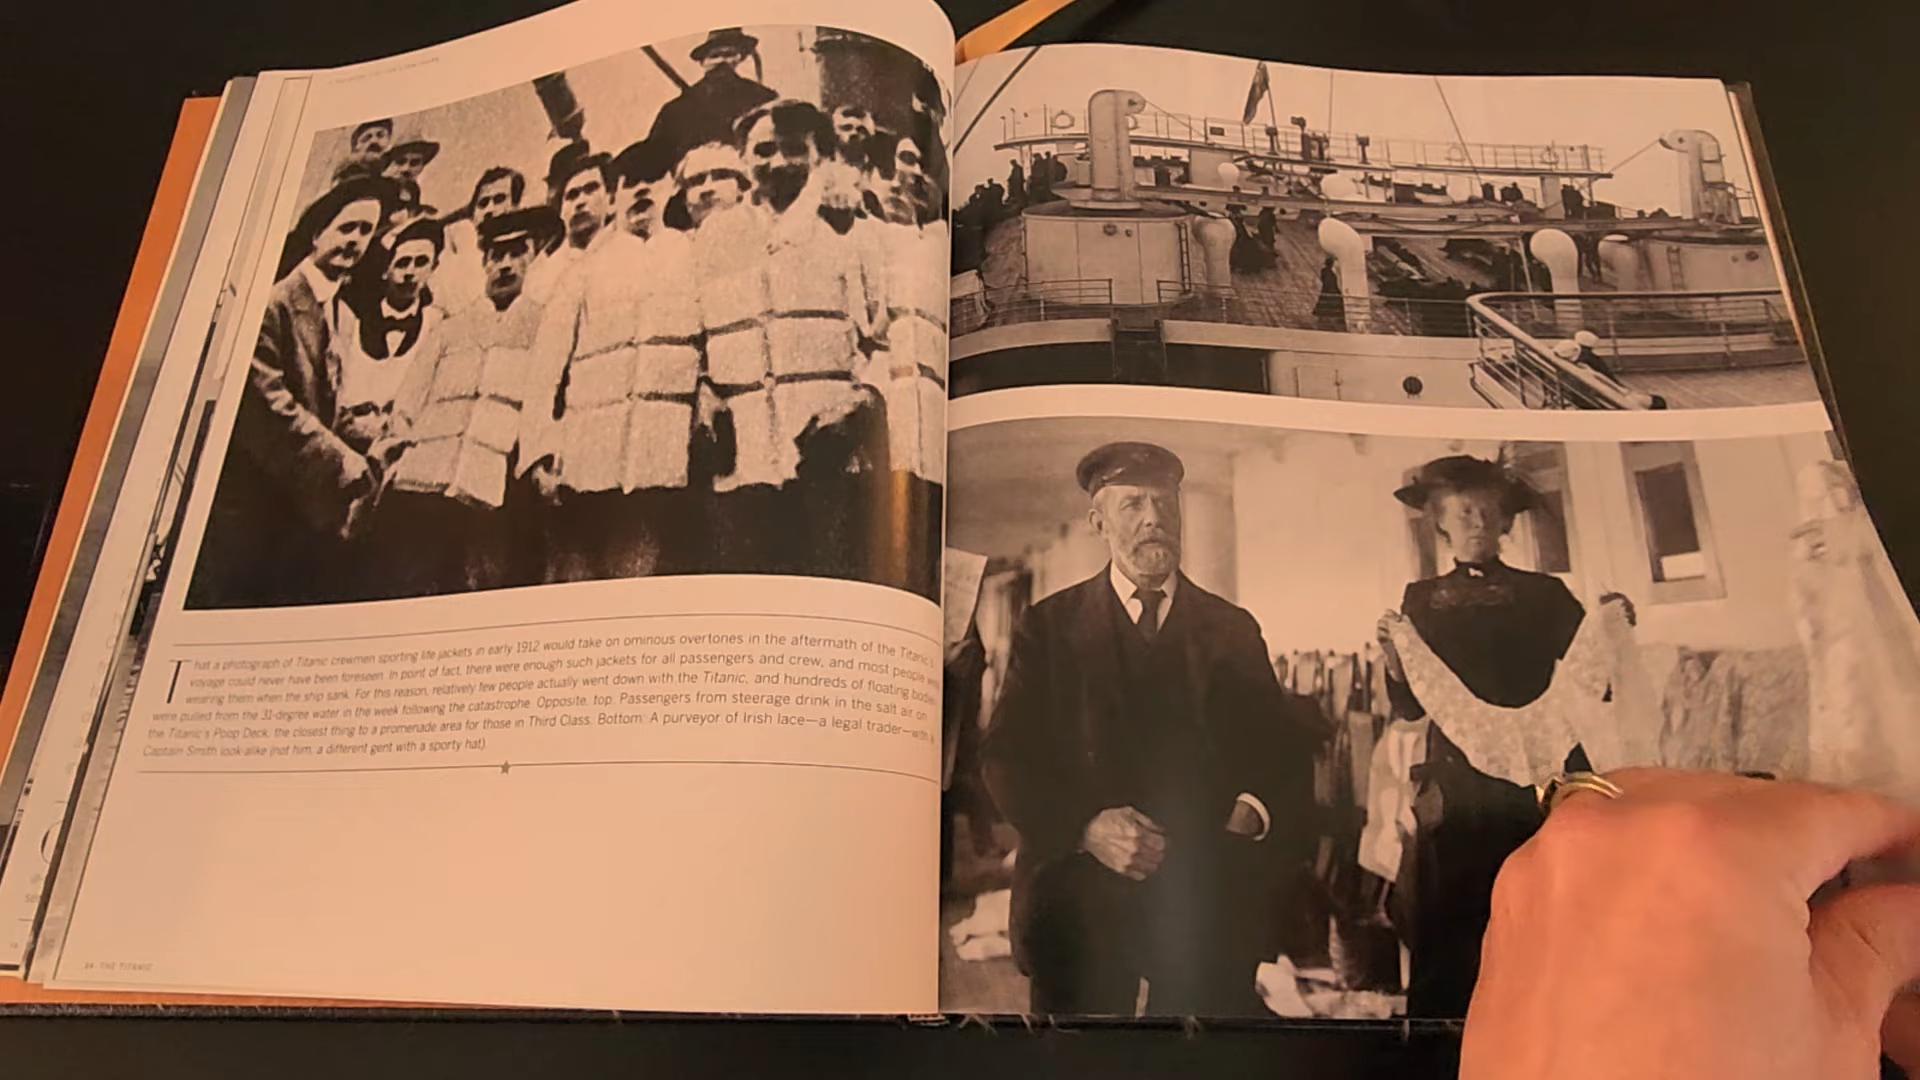 That a photograph of Titanic crewmen sporting life jackets in early 1912 would take on ominous overtones in the aftermath of the Titanic's
voyage could never have been foreseen. In point of fact, there were enough such jackets for all passengers and crew, and most people were
wearing them when the ship sank. For this reason, relatively few people actually went down with the Titanic, and hundreds of floating bodies
were pulled from the 31-degree water in the week following the catastrophe. Opposite, top: Passengers from steerage drink in the salt air on
the Titanic's Poop Deck, the closest thing to a promenade area for those in Third Class. Bottom: A purveyor of Irish lace—a legal trader—with a
Captain Smith look-alike (not him, a different gent with a sporty hat).
THE TITANIC